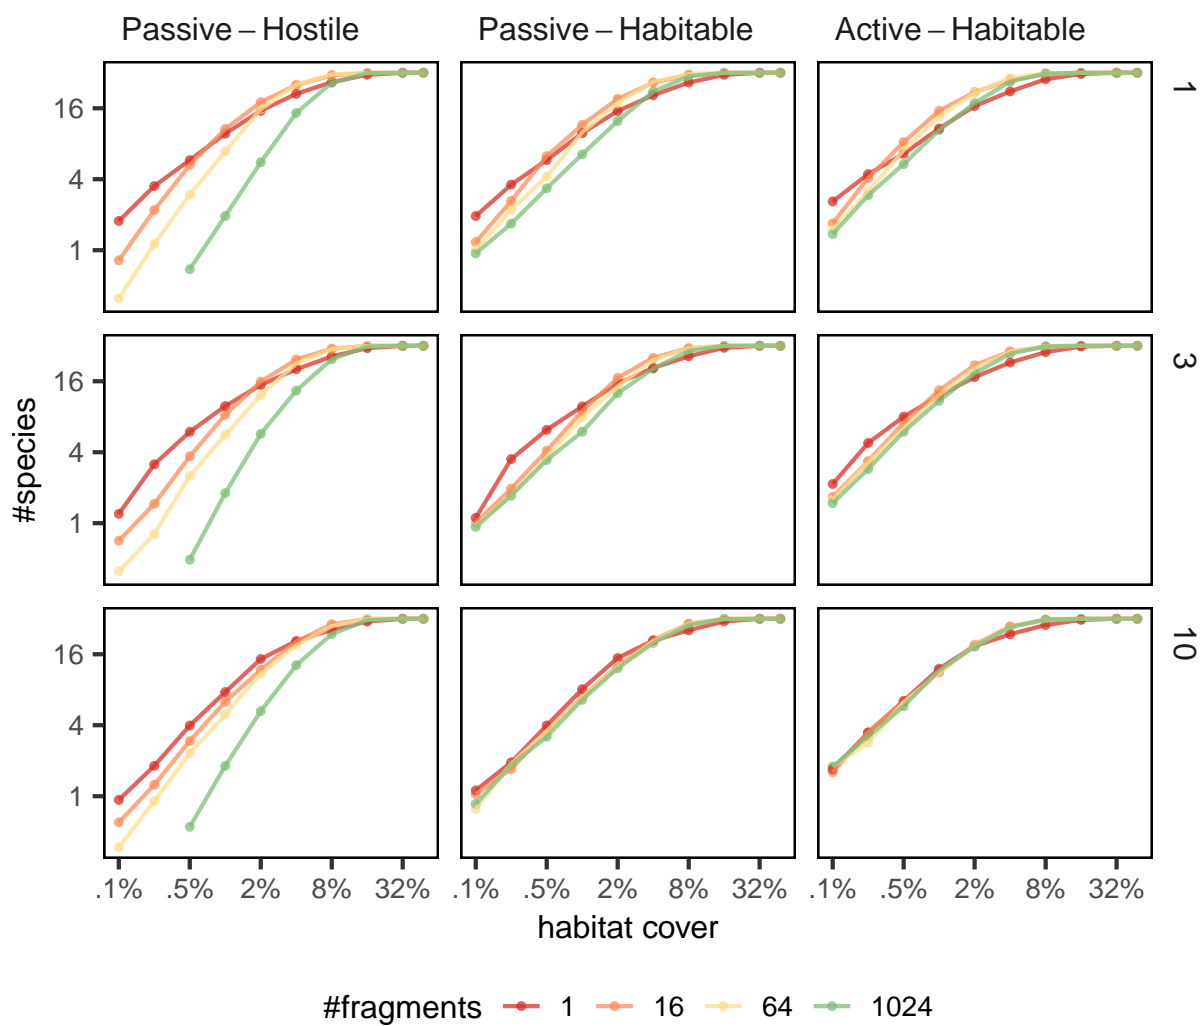 Passive – Hostile
Passive – Habitable
Active – Habitable
16
4
1
1
16
4
1
3
16
4
1
10
#species
.1% .5% 2% 8% 32%
.1% .5% 2% 8% 32%
.1% .5% 2% 8% 32%
habitat cover
#fragments 1 16 64 1024